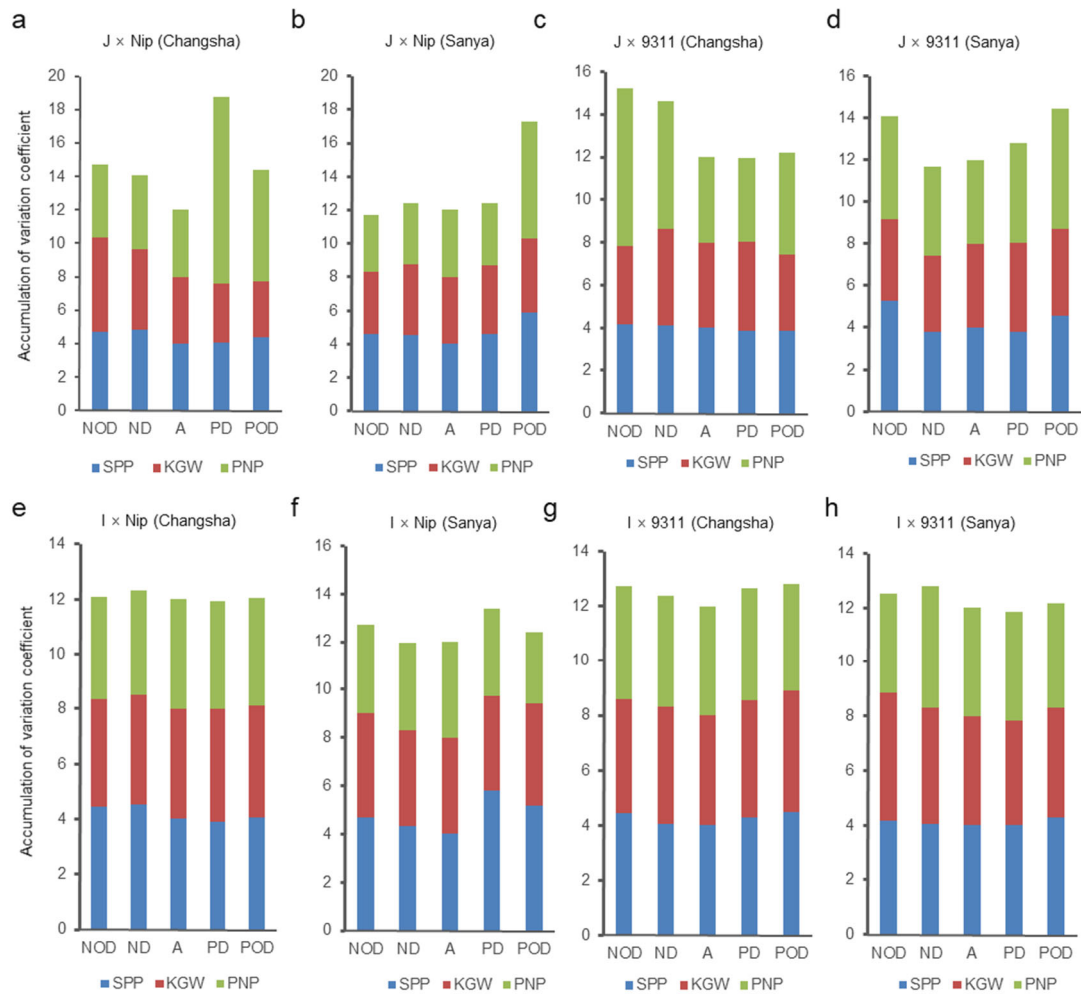 a b c d
J × Nip (Changsha) J × Nip (Sanya) J × 9311 (Changsha) J × 9311 (Sanya)
Accumulation of variation coefficient
20 20 16 16
18 18 14 14
16 16 12 12
14 14 10 10
12 12 8 8
10 10 6 6
8 8 4 4
6 6 2 2
4 4 0 0
2 2
0 0
NOD ND A PD POD NOD ND A PD POD NOD ND A PD POD NOD ND A PD POD
SPP KGW PNP SPP KGW PNP SPP KGW PNP SPP KGW PNP
e f g h
I × Nip (Changsha) I × Nip (Sanya) I × 9311 (Changsha) I × 9311 (Sanya)
Accumulation of variation coefficient
14 16 14 14
12 14 12 12
10 12 10 10
8 10 8 8
6 8 6 6
4 6 4 4
2 4 2 2
0 2 0 0
0
NOD ND A PD POD NOD ND A PD POD NOD ND A PD POD NOD ND A PD POD
SPP KGW PNP SPP KGW PNP SPP KGW PNP SPP KGW PNP